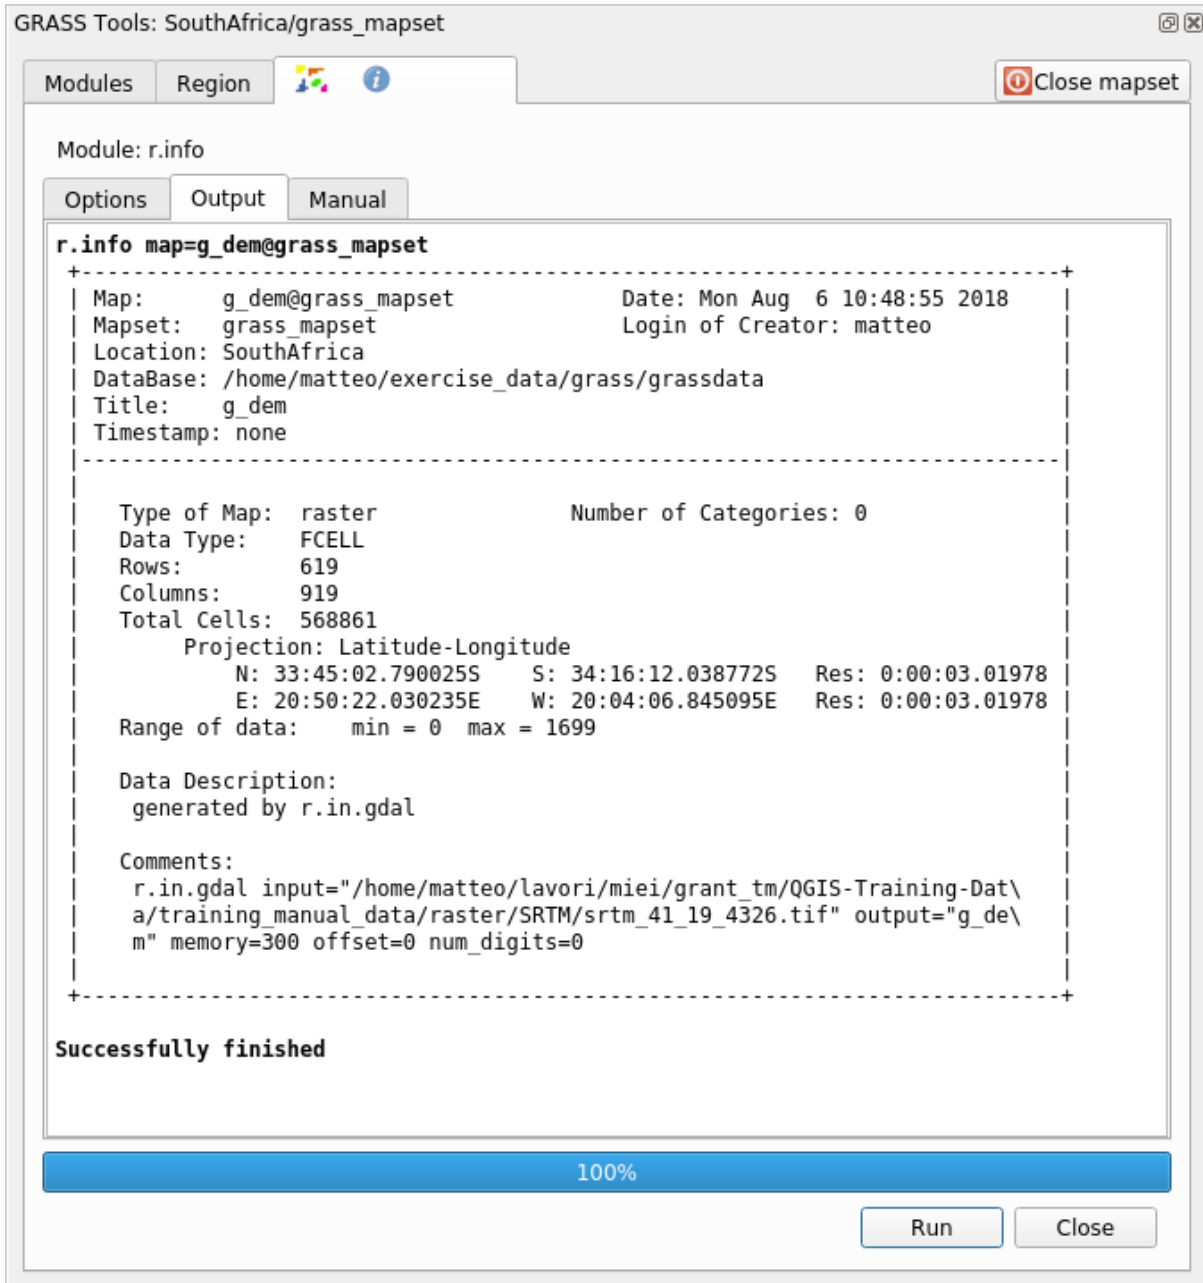 GRASS Tools: SouthAfrica/grass_mapset
Modules Region Close mapset
Module: r.info
Options Output Manual
r.info map=g_dem@grass_mapset
+---------------------------------------------------------------------------+
| Map:      g_dem@grass_mapset             Date: Mon Aug  6 10:48:55 2018    |
| Mapset:   grass_mapset                   Login of Creator: matteo          |
| Location: SouthAfrica                                                      |
| DataBase: /home/matteo/exercise_data/grass/grassdata                       |
| Title:    g_dem                                                            |
| Timestamp: none                                                            |
|---------------------------------------------------------------------------|
|                                                                            |
|   Type of Map:  raster               Number of Categories: 0               |
|   Data Type:    FCELL                                                      |
|   Rows:         619                                                        |
|   Columns:      919                                                        |
|   Total Cells:  568861                                                     |
|        Projection: Latitude-Longitude                                      |
|            N: 33:45:02.790025S    S: 34:16:12.038772S   Res: 0:00:03.01978 |
|            E: 20:50:22.030235E    W: 20:04:06.845095E   Res: 0:00:03.01978 |
|   Range of data:    min = 0  max = 1699                                    |
|                                                                            |
|   Data Description:                                                        |
|    generated by r.in.gdal                                                  |
|                                                                            |
|   Comments:                                                                |
|    r.in.gdal input="/home/matteo/lavori/miei/grant_tm/QGIS-Training-Dat\   |
|    a/training_manual_data/raster/SRTM/srtm_41_19_4326.tif" output="g_de\   |
|    m" memory=300 offset=0 num_digits=0                                     |
|                                                                            |
+---------------------------------------------------------------------------+
Successfully finished
100%
Run Close